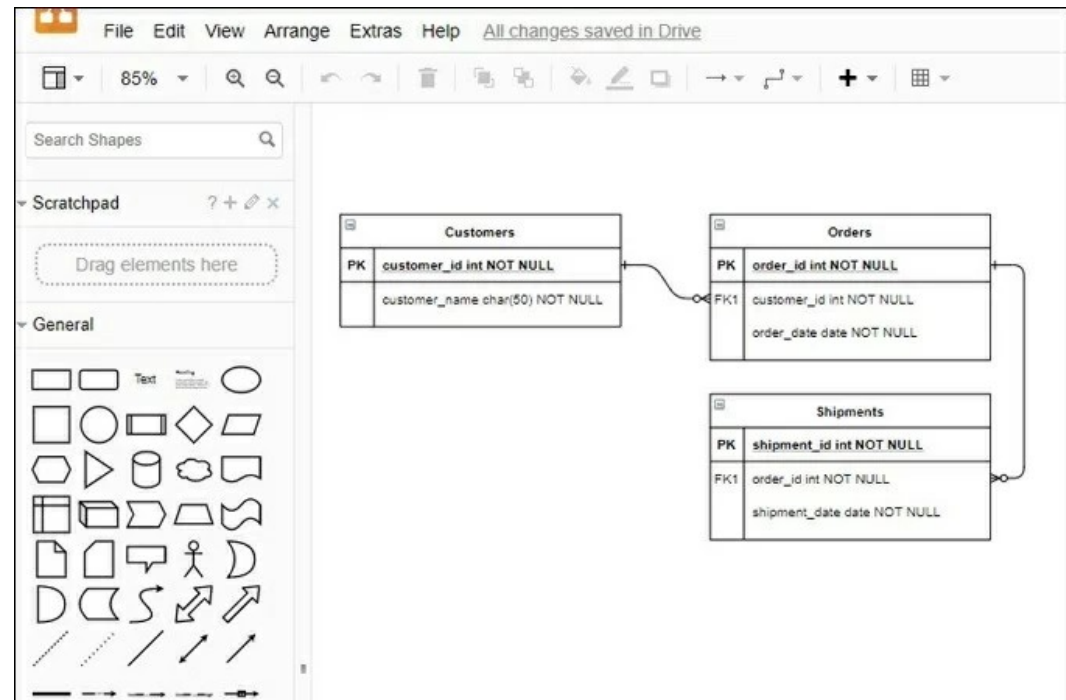 File Edit View Arrange Extras Help All changes saved in Drive
85%
Search Shapes
Scratchpad ? +
Drag elements here
General
Text
Customers
PK customer_id int NOT NULL
customer_name char(50) NOT NULL
Orders
PK order_id int NOT NULL
FK1 customer_id int NOT NULL
order_date date NOT NULL
Shipments
PK shipment_id int NOT NULL
FK1 order_id int NOT NULL
shipment_date date NOT NULL